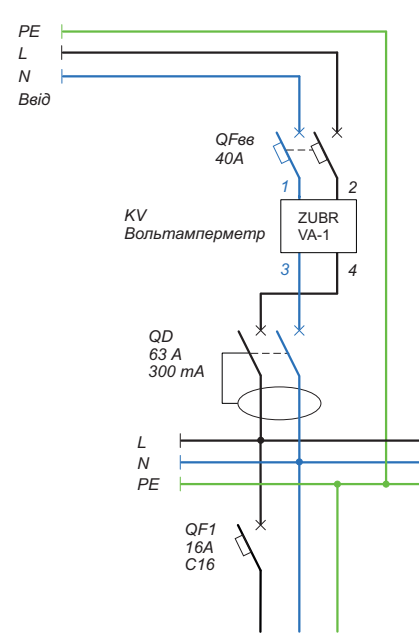 PE
L
N
Ввід
QFвв
40A
1
2
KV
Вольтамперметр
ZUBR
VA-1
3
4
QD
63 A
300 mA
L
N
PE
QF1
16A
C16